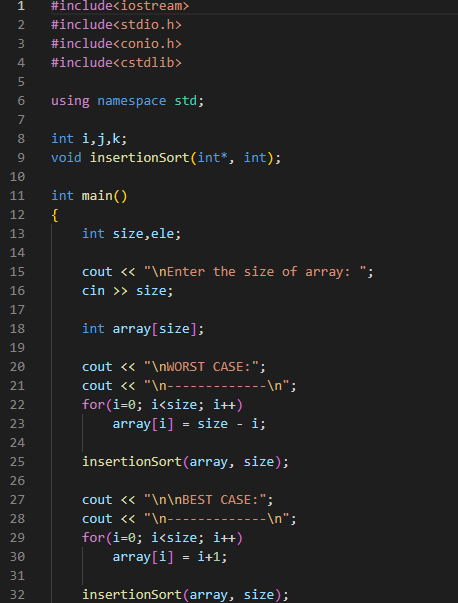 1 #include<iostream>
2 #include<stdio.h>
3 #include<conio.h>
4 #include<cstdlib>
5
6 using namespace std;
7
8 int i,j,k;
9 void insertionSort(int*, int);
10
11 int main()
12 {
13     int size,ele;
14
15     cout << "\nEnter the size of array: ";
16     cin >> size;
17
18     int array[size];
19
20     cout << "\nWORST CASE:";
21     cout << "\n-------------\n";
22     for(i=0; i<size; i++)
23         array[i] = size - i;
24
25     insertionSort(array, size);
26
27     cout << "\n\nBEST CASE:";
28     cout << "\n-------------\n";
29     for(i=0; i<size; i++)
30         array[i] = i+1;
31
32     insertionSort(array, size);